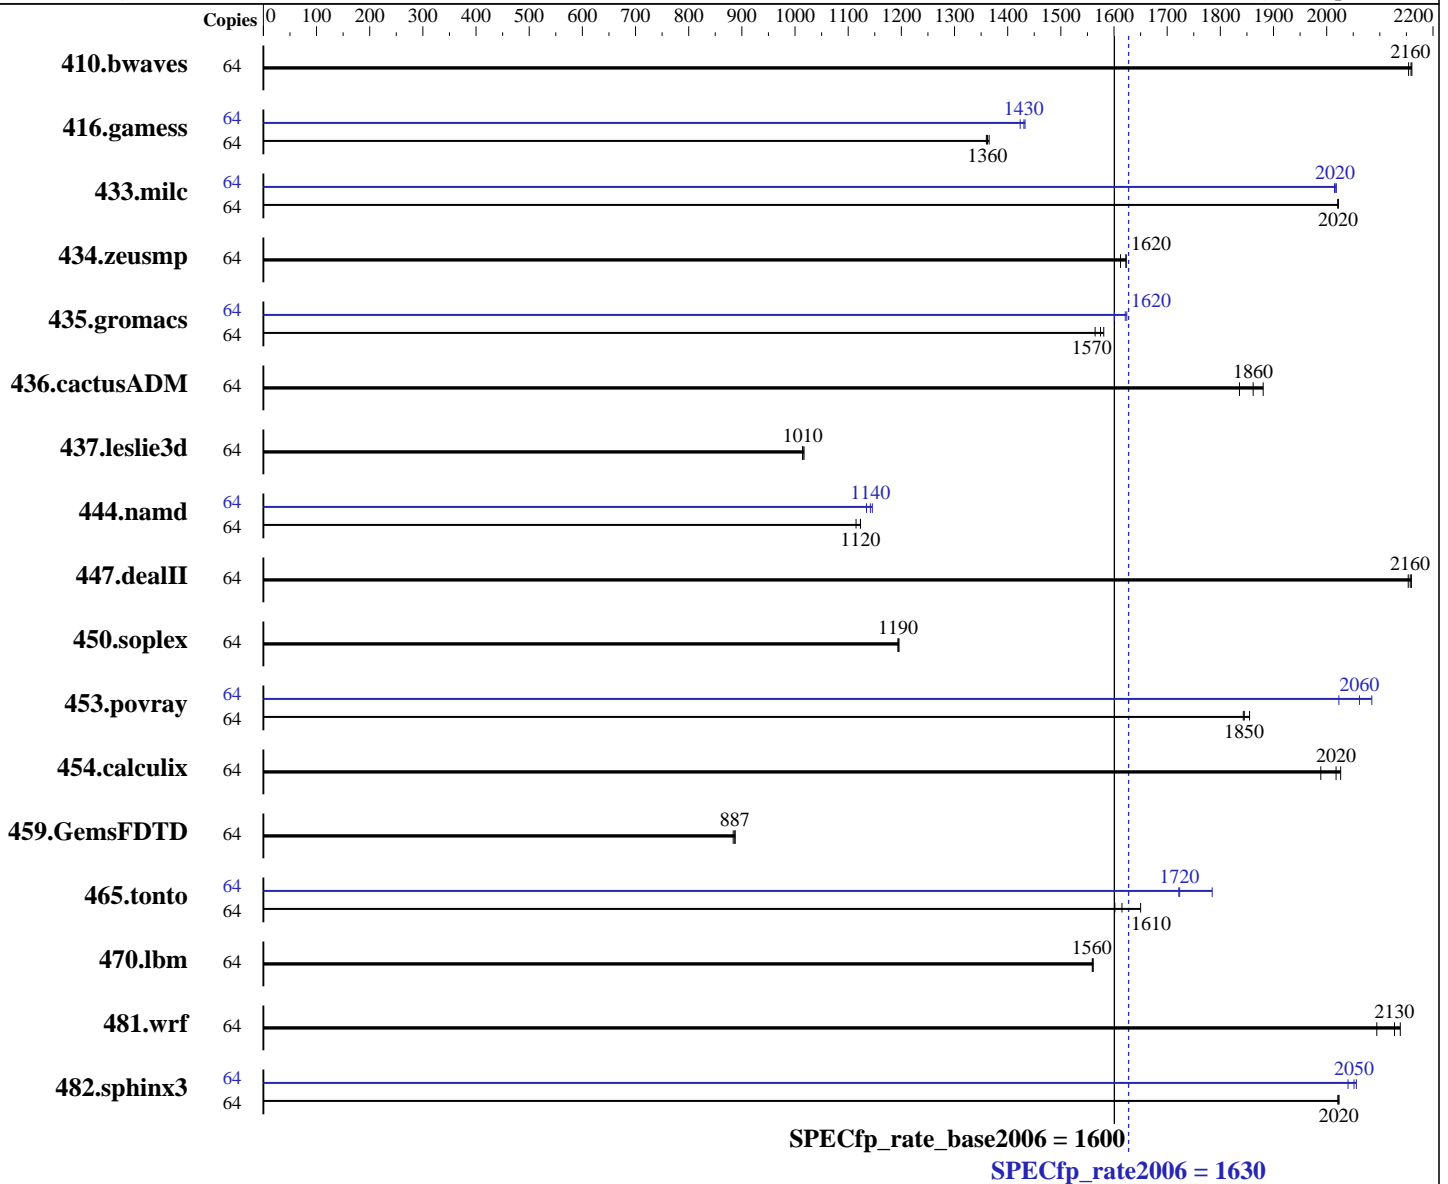 Copies 0 100 200 300 400 500 600 700 800 900 1000 1100 1200 1300 1400 1500 1600 1700 1800 1900 2000 2200
410.bwaves 64 2160
416.gamess 64 1430
64 1360
433.milc 64 2020
64 2020
434.zeusmp 64 1620
435.gromacs 64 1620
64 1570
436.cactusADM 64 1860
437.leslie3d 64 1010
444.namd 64 1140
64 1120
447.dealII 64 2160
450.soplex 64 1190
453.povray 64 2060
64 1850
454.calculix 64 2020
459.GemsFDTD 64 887
465.tonto 64 1720
64 1610
470.lbm 64 1560
481.wrf 64 2130
482.sphinx3 64 2050
64 2020
SPECfp_rate_base2006 = 1600
SPECfp_rate2006 = 1630